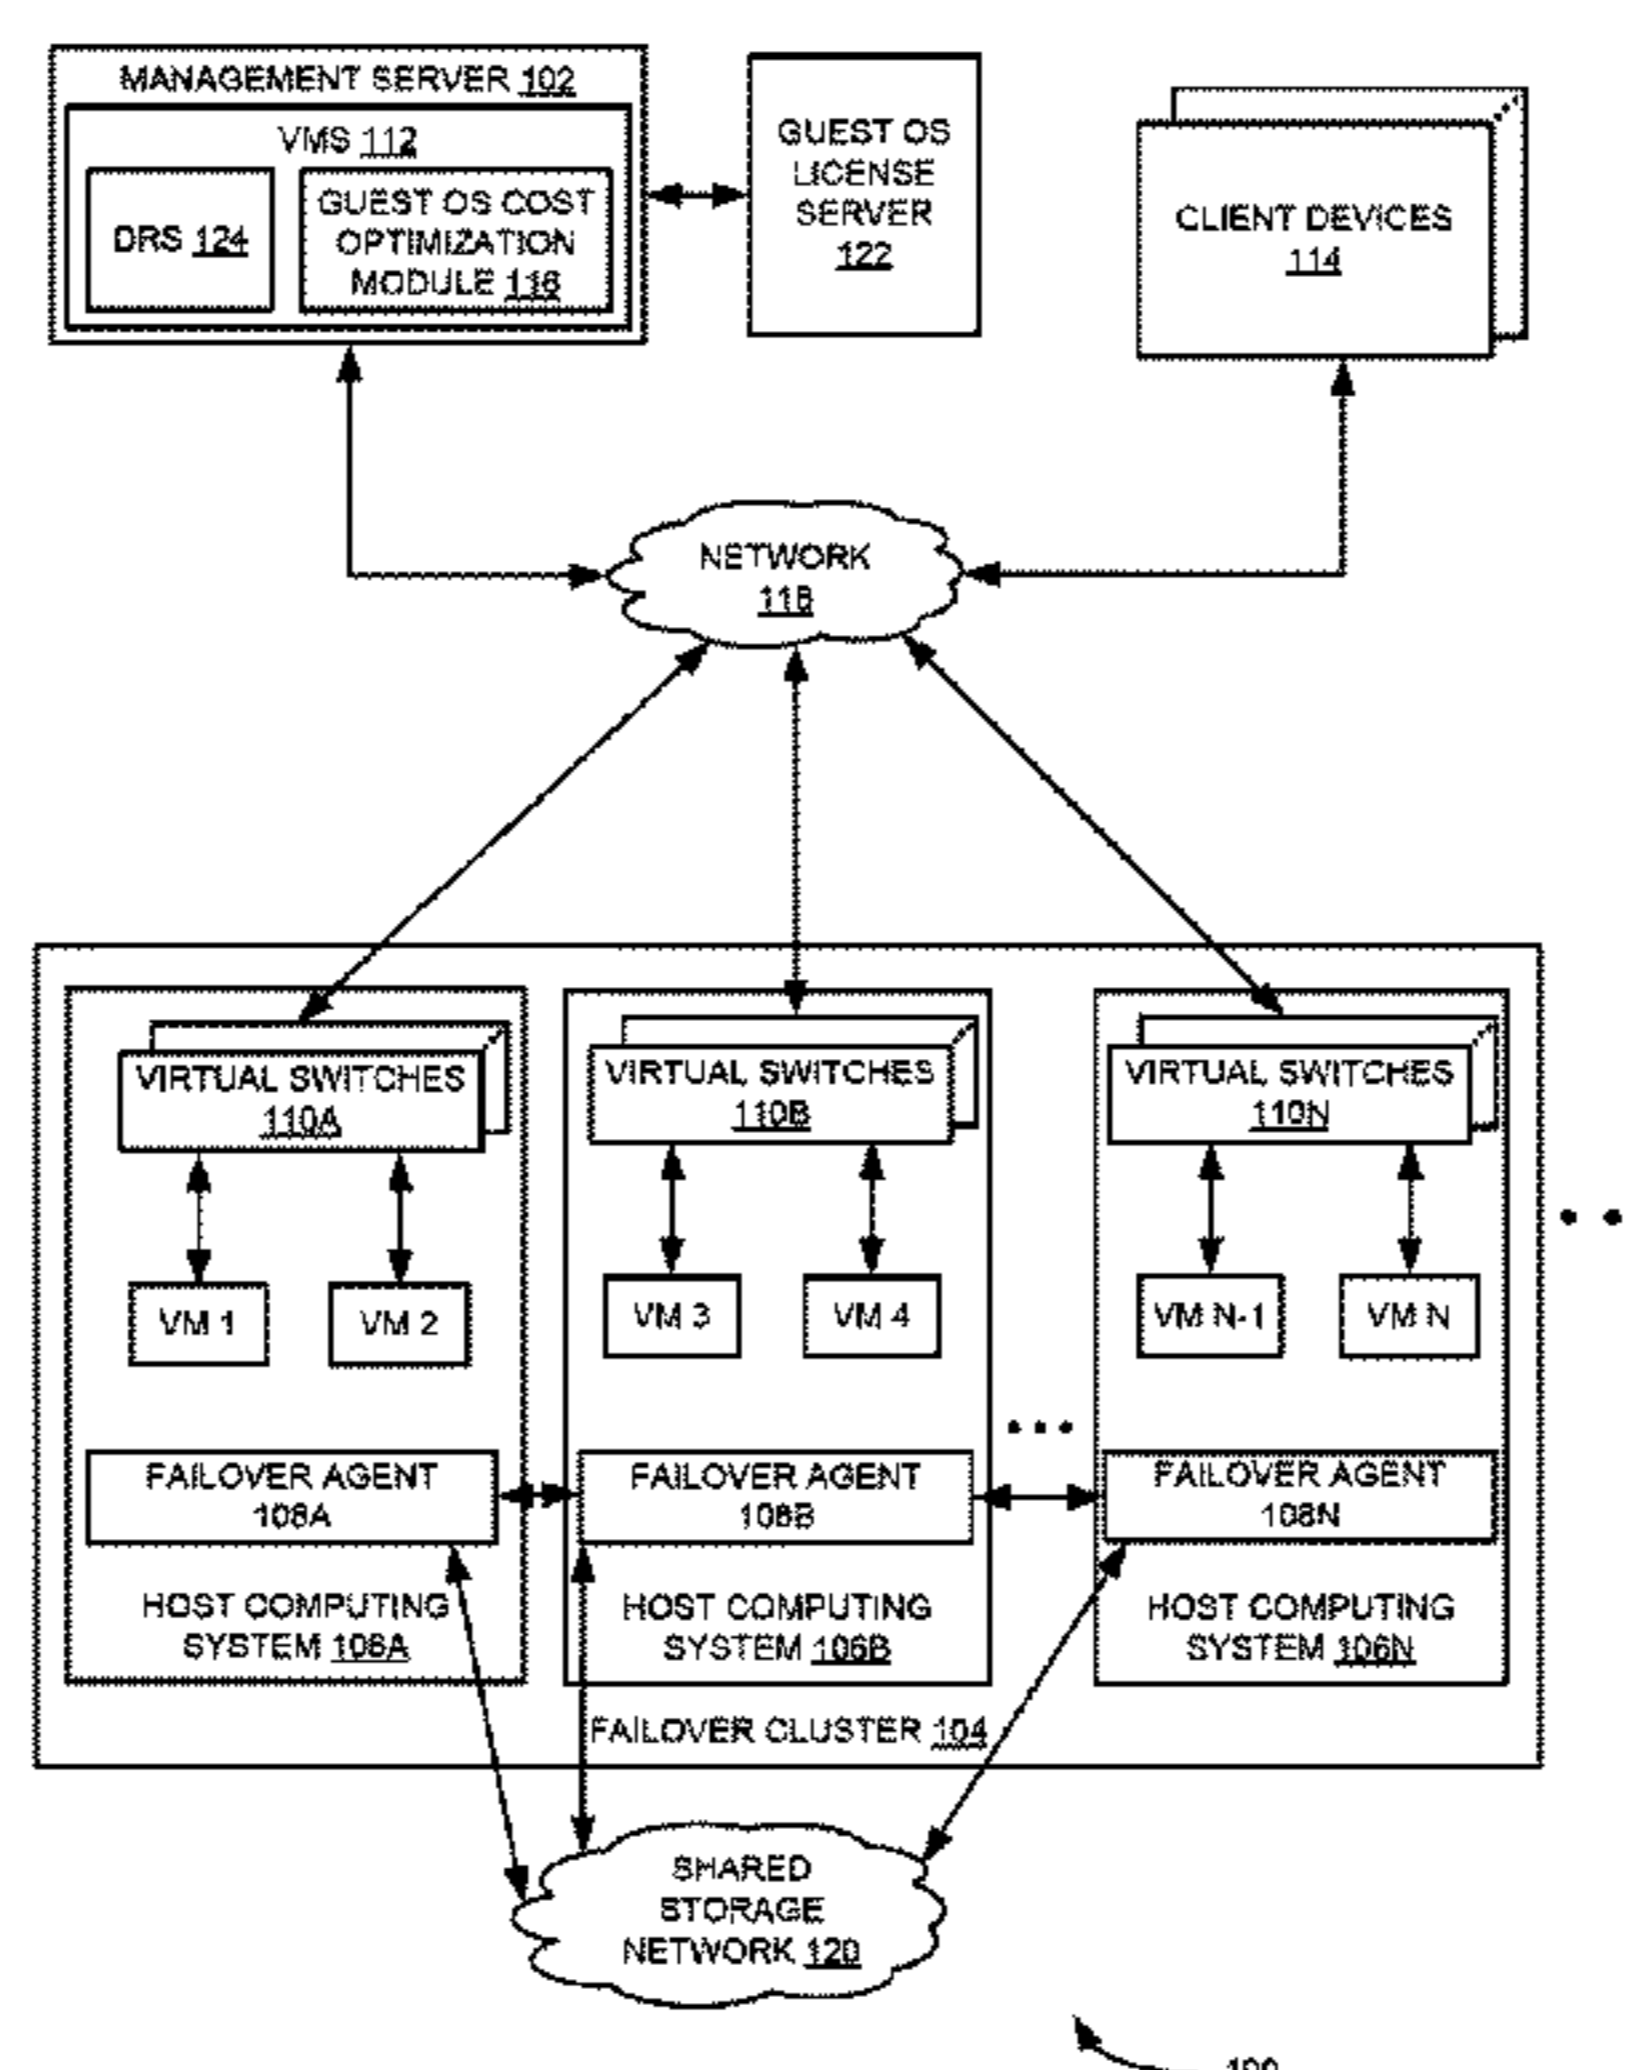 MANAGEMENT SERVER 102
VMS 112
DRS 124
GUEST OS COST
OPTIMIZATION
MODULE 116
GUEST OS
LICENSE
SERVER
122
CLIENT DEVICES
114
NETWORK
118
VIRTUAL SWITCHES
110A
VIRTUAL SWITCHES
110B
VIRTUAL SWITCHES
110N
VM 1
VM 2
VM 3
VM 4
VM N-1
VM N
FAILOVER AGENT
108A
FAILOVER AGENT
108B
FAILOVER AGENT
108N
HOST COMPUTING
SYSTEM 106A
HOST COMPUTING
SYSTEM 106B
HOST COMPUTING
SYSTEM 106N
FAILOVER CLUSTER 104
SHARED
STORAGE
NETWORK 120